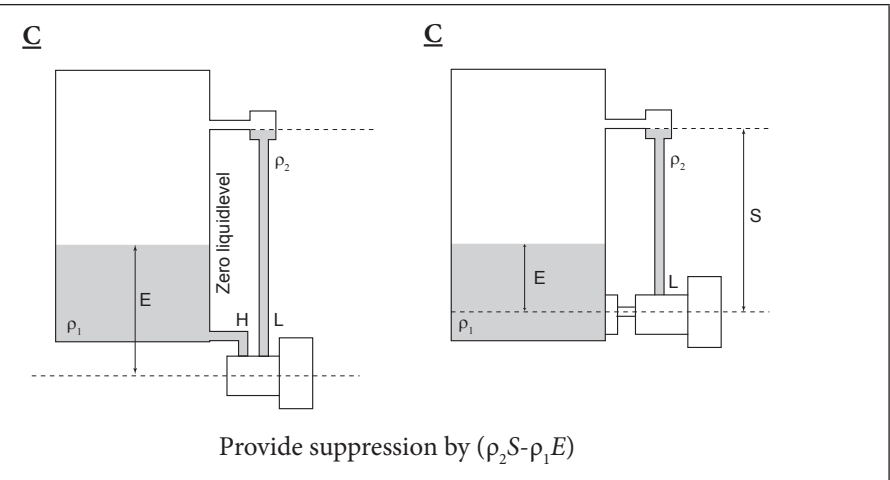 C
C
ρ2
Zero liquidlevel
E
ρ1
H
L
ρ2
S
E
L
ρ1
Provide suppression by (ρ2S-ρ1E)